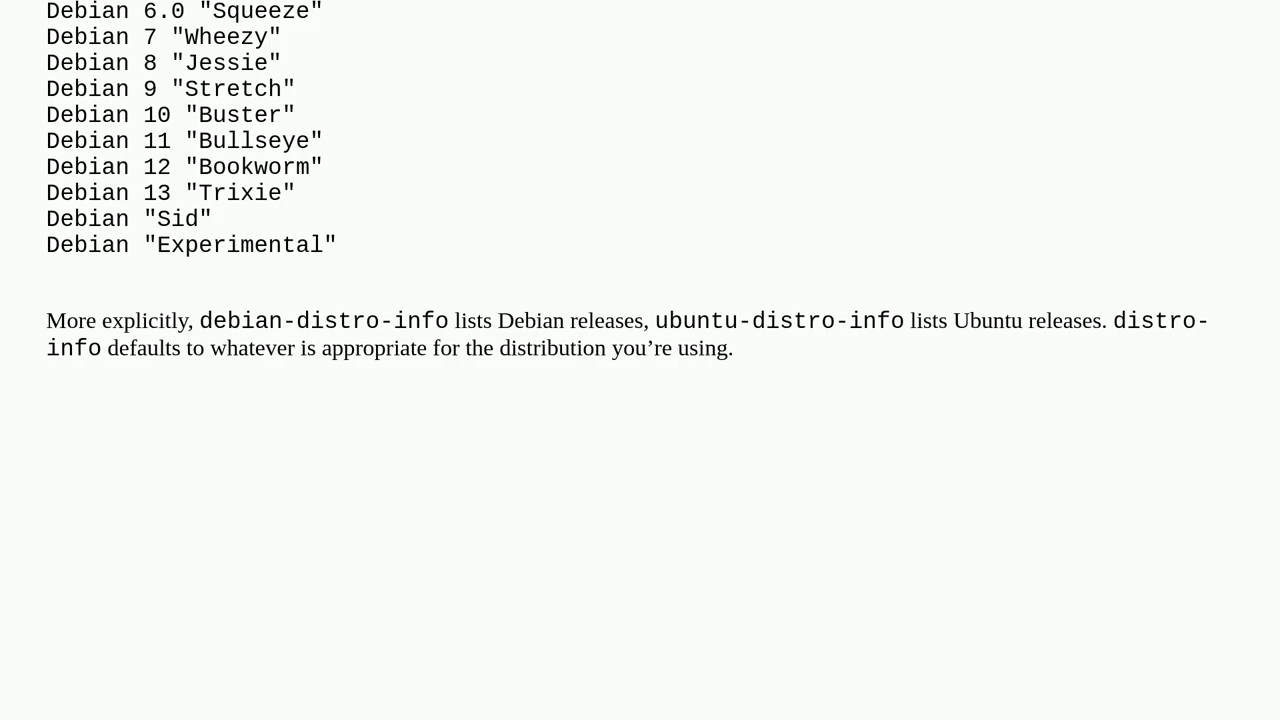 Debian 6.0 "Squeeze"
Debian 7 "Wheezy"
Debian 8 "Jessie"
Debian 9 "Stretch"
Debian 10 "Buster"
Debian 11 "Bullseye"
Debian 12 "Bookworm"
Debian 13 "Trixie"
Debian "Sid"
Debian "Experimental"
More explicitly, debian-distro-info lists Debian releases, ubuntu-distro-info lists Ubuntu releases. distro-
info defaults to whatever is appropriate for the distribution you’re using.